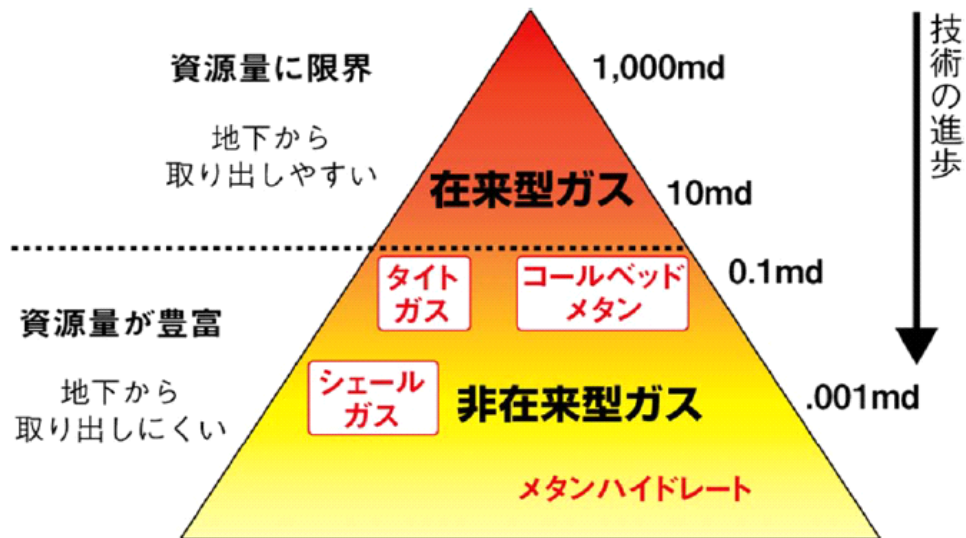 資源量に限界
地下から
取り出しやすい
1,000md
在来型ガス
10md
技術の進歩
タイト
ガス
コールベッド
メタン
0.1md
資源量が豊富
地下から
取り出しにくい
シェール
ガス
非在来型ガス
.001md
メタンハイドレート